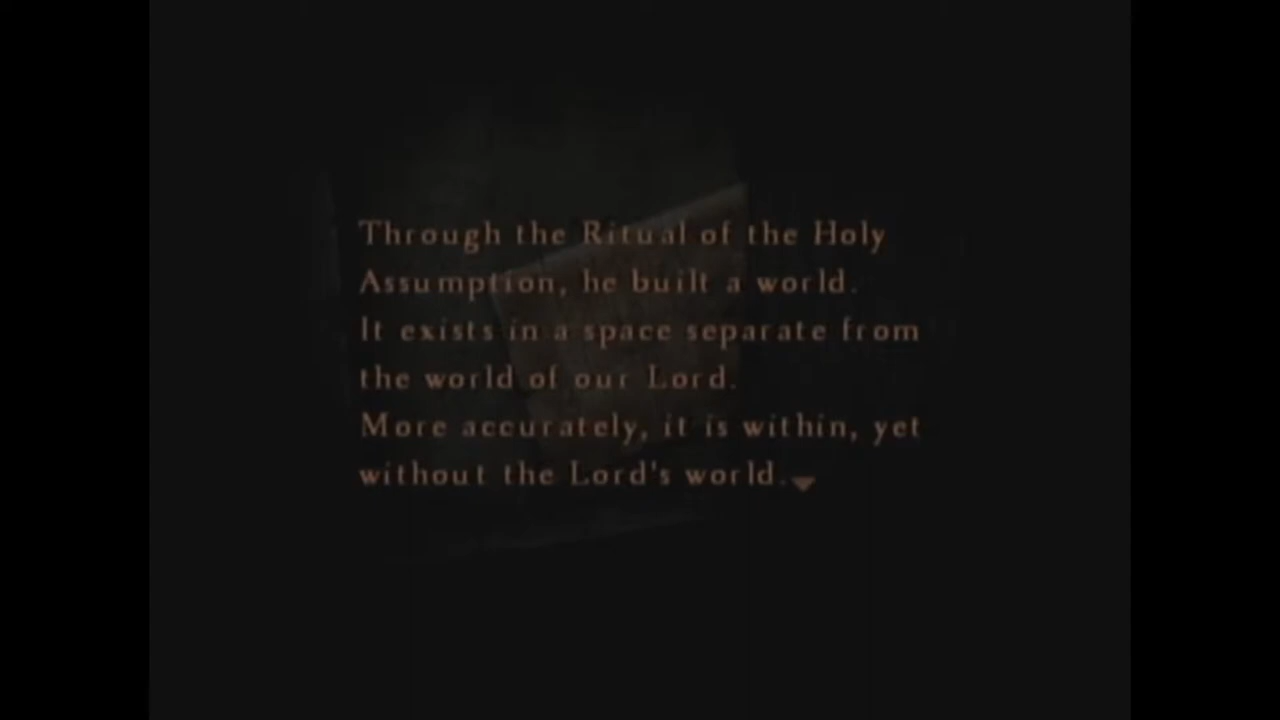 Through the Ritual of the Holy
Assumption, he built a world.
It exists in a space separate from
the world of our Lord.
More accurately, it is within, yet
without the Lord's world.